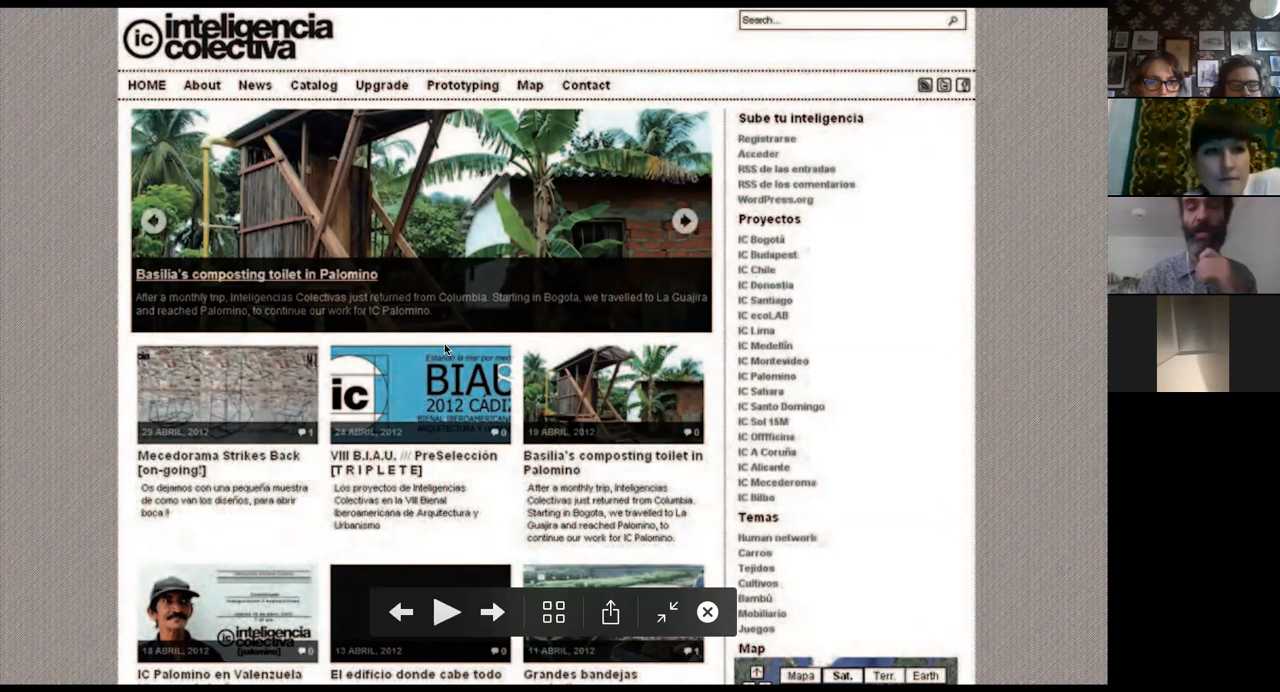 ic inteligencia
colectiva
Search...
HOME About News Catalog Upgrade Prototyping Map Contact
Basilia's composting toilet in Palomino
After a monthly trip, Inteligencias Colectivas just returned from Columbia. Starting in Bogota, we travelled to La Guajira
and reached Palomino, to continue our work for IC Palomino.
29 ABRIL, 2012 1
Mecedorama Strikes Back
[on-going!]
Os dejamos con una pequeña muestra
de como van los diseños, para abrir
boca !!
ic
BIAU
2012 CÁDIZ
24 ABRIL, 2012 0
VIII B.I.A.U. /// PreSelección
[T R I P L E T E]
Los proyectos de Inteligencias
Colectivas en la VIII Bienal
Iberoamericana de Arquitectura y
Urbanismo
19 ABRIL, 2012 0
Basilia's composting toilet in
Palomino
After a monthly trip, Inteligencias
Colectivas just returned from Columbia.
Starting in Bogota, we travelled to La
Guajira and reached Palomino, to
continue our work for IC Palomino.
ic inteligencia
colectiva
[palomino]
18 ABRIL, 2012 0
IC Palomino en Valenzuela
13 ABRIL, 2012 0
El edificio donde cabe todo
11 ABRIL, 2012 1
Grandes bandejas
Sube tu inteligencia
Registrarse
Acceder
RSS de las entradas
RSS de los comentarios
WordPress.org
Proyectos
IC Bogotá
IC Budapest
IC Chile
IC Donostia
IC Santiago
IC ecoLAB
IC Lima
IC Medellín
IC Montevideo
IC Palomino
IC Sahara
IC Santo Domingo
IC Sol 15M
IC Offfficina
IC A Coruña
IC Alicante
IC Mecederoma
IC Bilbo
Temas
Human network
Carros
Tejidos
Cultivos
Bambú
Mobiliario
Juegos
Map
Mapa Sat. Terr. Earth